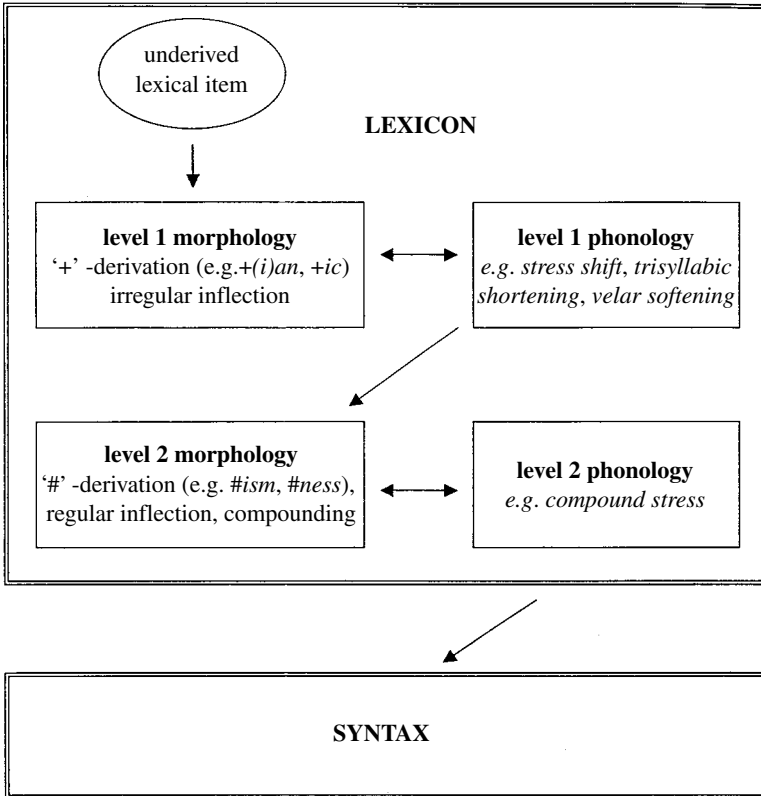 underived
lexical item
LEXICON
level 1 morphology
‘+’ -derivation (e.g.+(i)an, +ic)
irregular inflection
level 1 phonology
e.g. stress shift, trisyllabic
shortening, velar softening
level 2 morphology
‘#’ -derivation (e.g. #ism, #ness),
regular inflection, compounding
level 2 phonology
e.g. compound stress
SYNTAX